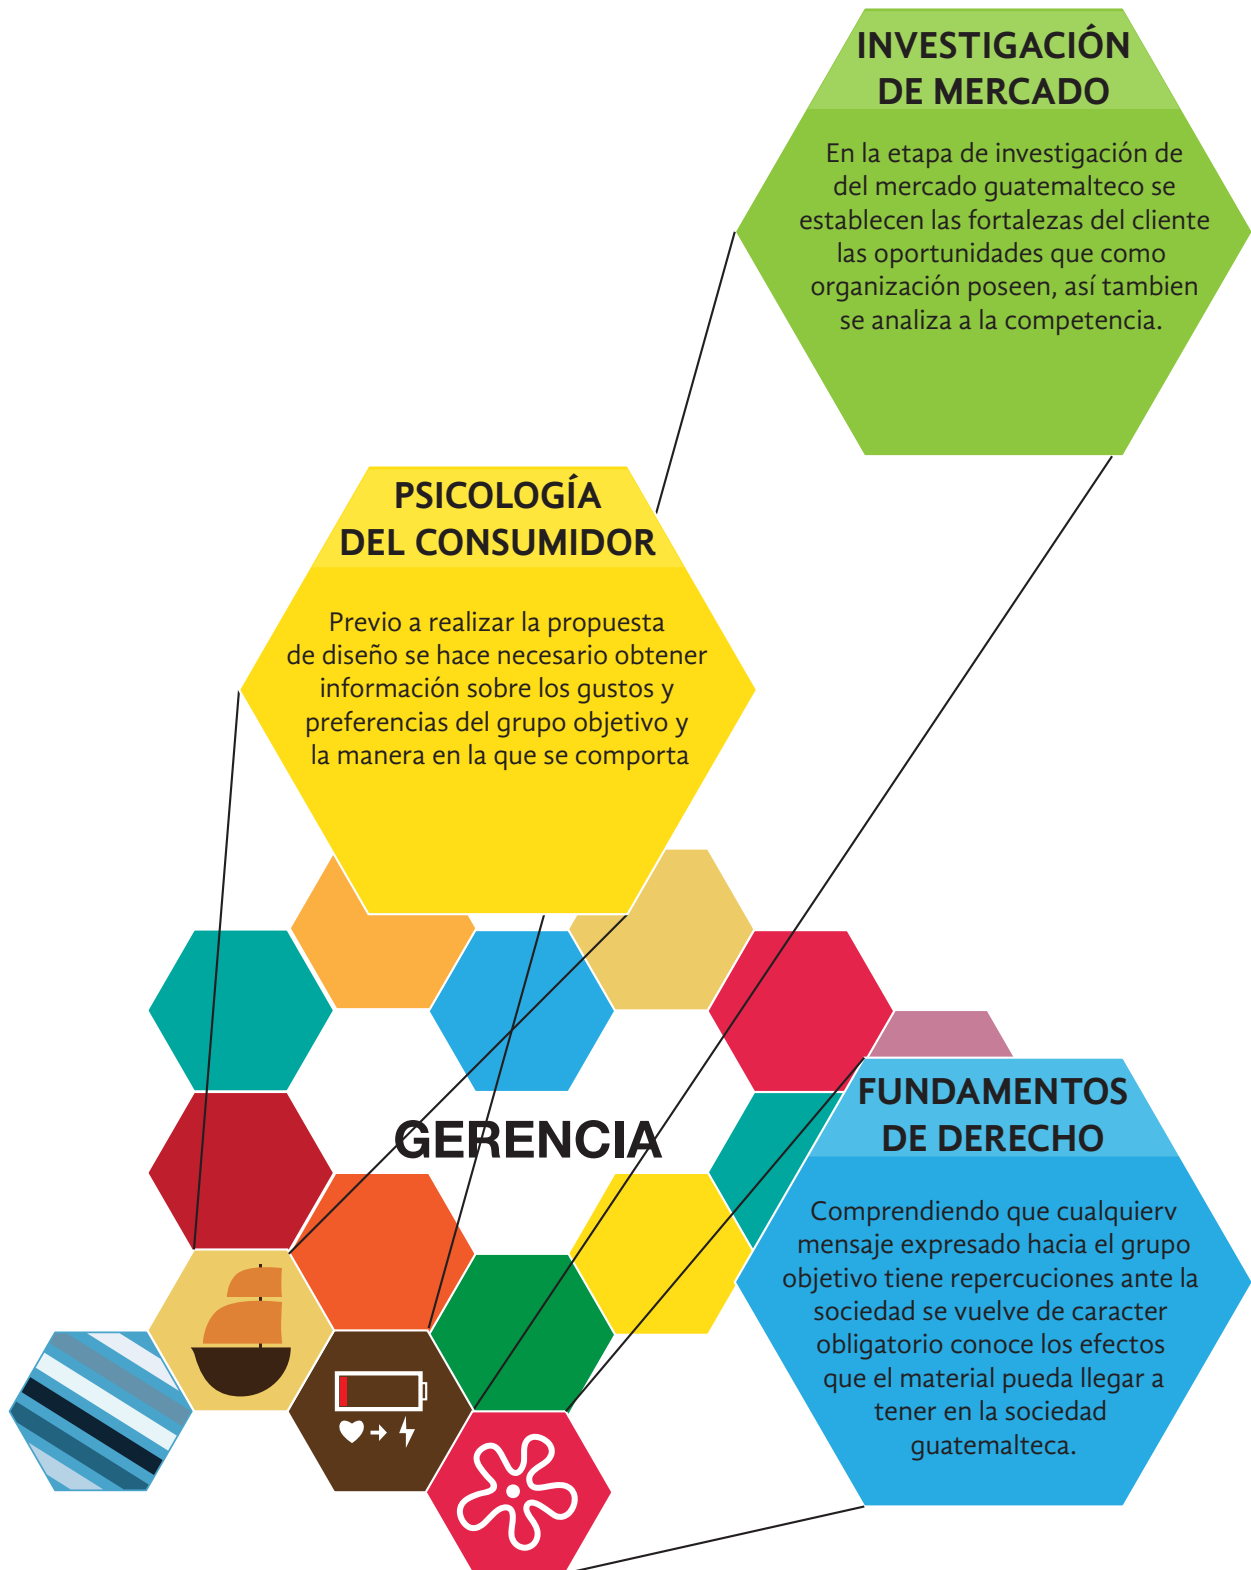 INVESTIGACIÓN
DE MERCADO
En la etapa de investigación de
del mercado guatemalteco se
establecen las fortalezas del cliente
las oportunidades que como
organización poseen, así tambien
se analiza a la competencia.
PSICOLOGÍA
DEL CONSUMIDOR
Previo a realizar la propuesta
de diseño se hace necesario obtener
información sobre los gustos y
preferencias del grupo objetivo y
la manera en la que se comporta
GERENCIA
FUNDAMENTOS
DE DERECHO
Comprendiendo que cualquierv
mensaje expresado hacia el grupo
objetivo tiene repercuciones ante la
sociedad se vuelve de caracter
obligatorio conoce los efectos
que el material pueda llegar a
tener en la sociedad
guatemalteca.